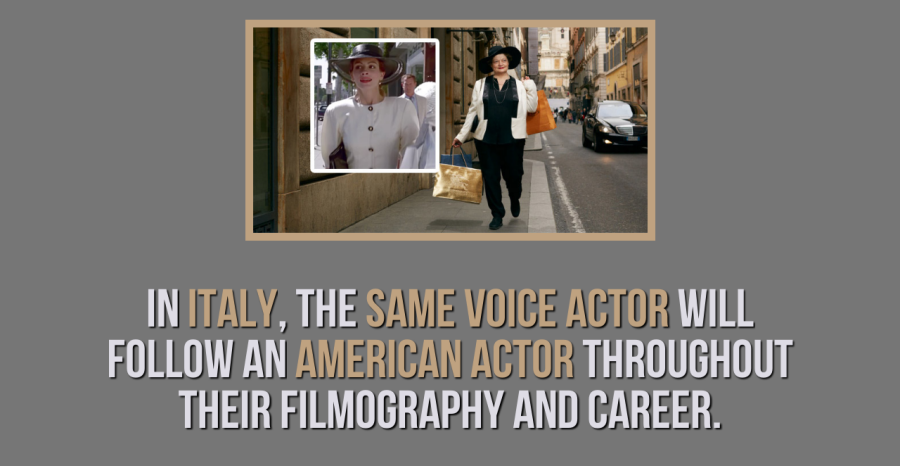 IN ITALY, THE SAME VOICE ACTOR WILL
FOLLOW AN AMERICAN ACTOR THROUGHOUT
THEIR FILMOGRAPHY AND CAREER.